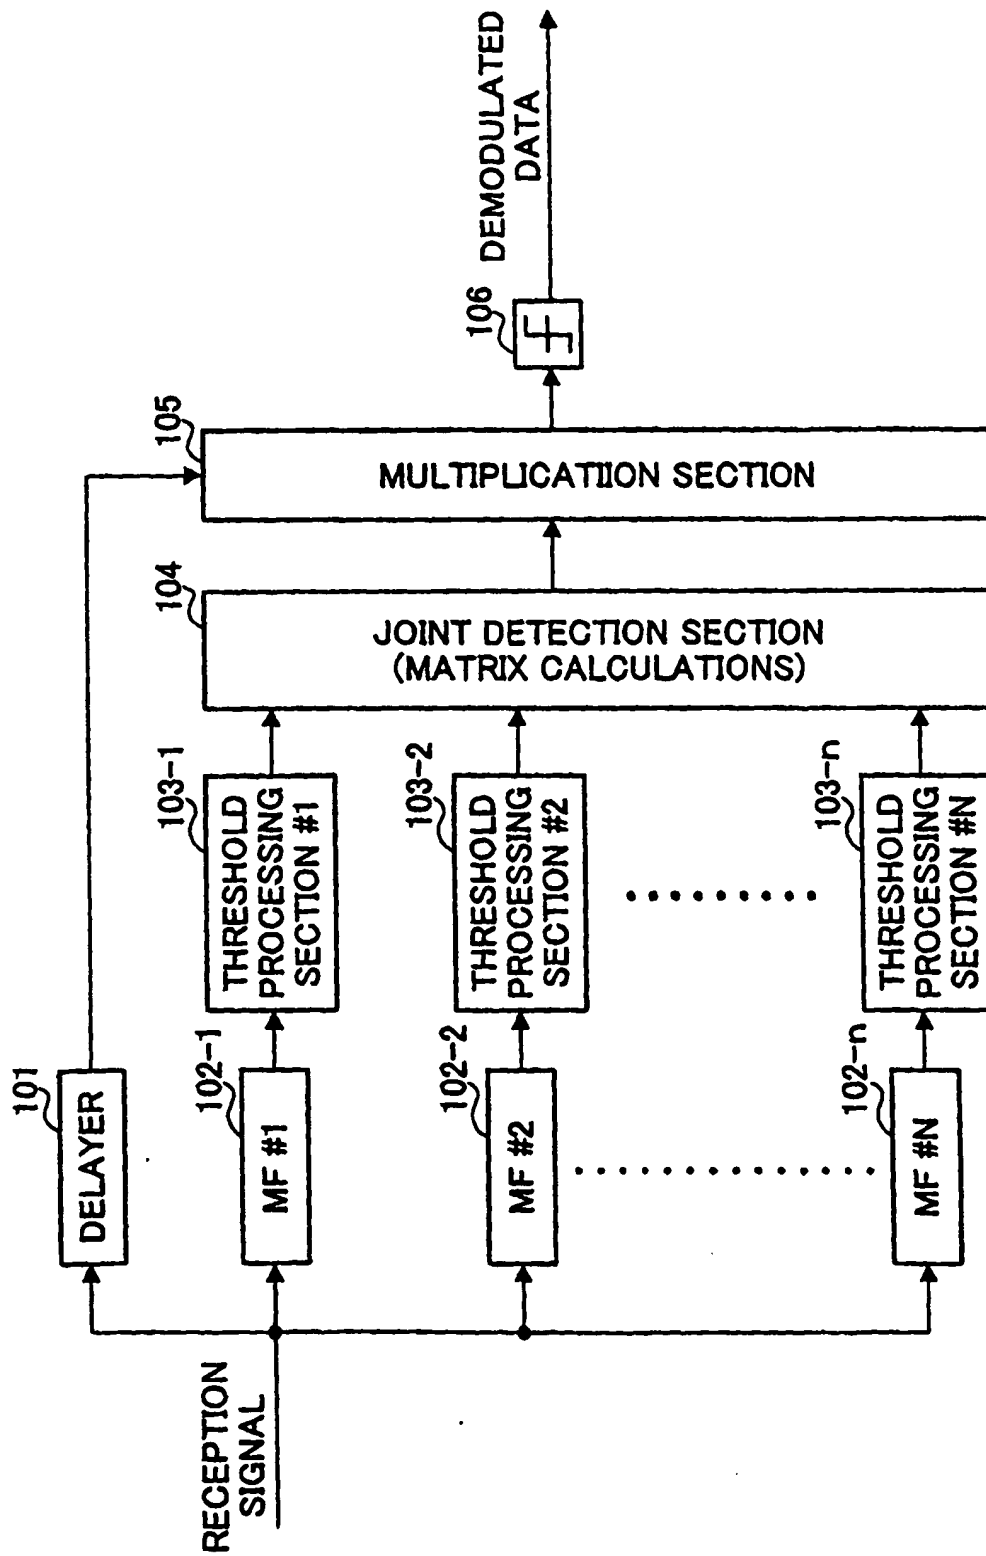 RECEPTION
SIGNAL
101
DELAYER
102-1
MF #1
102-2
MF #2
102-n
MF #N
103-1
THRESHOLD
PROCESSING
SECTION #1
103-2
THRESHOLD
PROCESSING
SECTION #2
103-n
THRESHOLD
PROCESSING
SECTION #N
104
JOINT DETECTION SECTION
(MATRIX CALCULATIONS)
105
MULTIPLICATIION SECTION
106
DEMODULATED
DATA